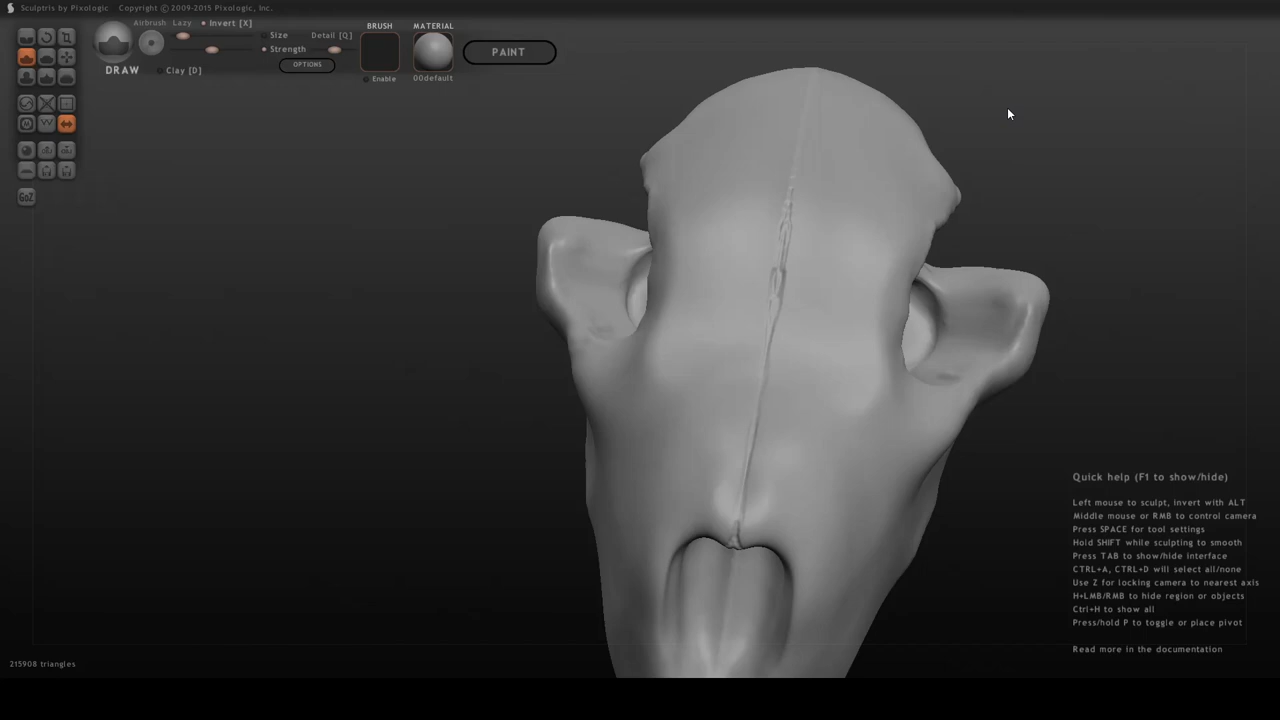 Sculptris by Pixologic Copyright © 2009-2015 Pixologic, Inc.
Airbrush Lazy Invert [X]
Size Detail [Q]
Strength
OPTIONS
DRAW
Clay [D]
BRUSH
Enable
MATERIAL
00default
PAINT
GoZ
Quick help (F1 to show/hide)
Left mouse to sculpt, invert with ALT
Middle mouse or RMB to control camera
Press SPACE for tool settings
Hold SHIFT while sculpting to smooth
Press TAB to show/hide interface
CTRL+A, CTRL+D will select all/none
Use Z for locking camera to nearest axis
H+LMB/RMB to hide region or objects
Ctrl+H to show all
Press/hold P to toggle or place pivot
Read more in the documentation
215908 triangles